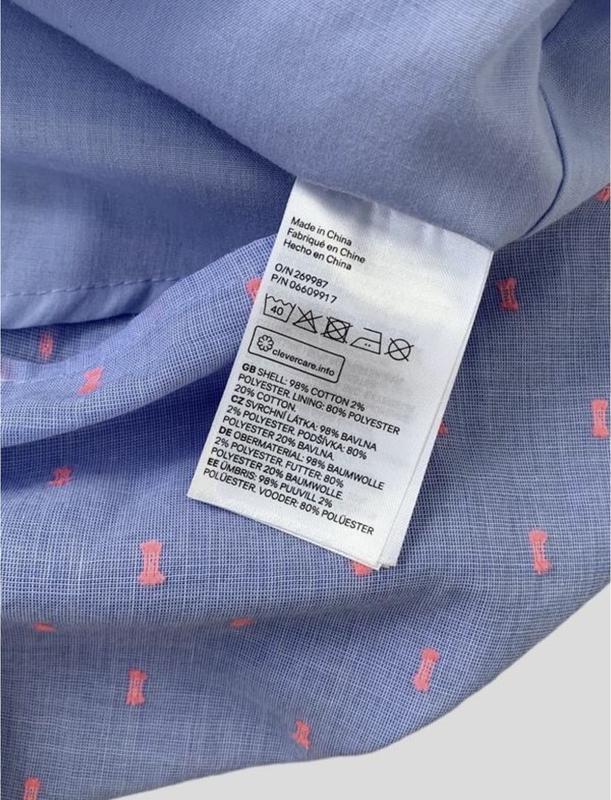 Made in China
Fabriqué en Chine
Hecho en China
O/N 269987
P/N 06609917
40
clevercare.info
GB SHELL: 98% COTTON 2%
POLYESTER. LINING: 80% POLYESTER
20% COTTON.
CZ SVRCHNÍ LÁTKA: 98% BAVLNA
2% POLYESTER. PODŠÍVKA: 80%
POLYESTER 20% BAVLNA.
DE OBERMATERIAL: 98% BAUMWOLLE
2% POLYESTER. FUTTER: 80%
POLYESTER 20% BAUMWOLLE.
EE ÜMBRIS: 98% PUUVILL 2%
POLÜESTER. VOODER: 80% POLÜESTER